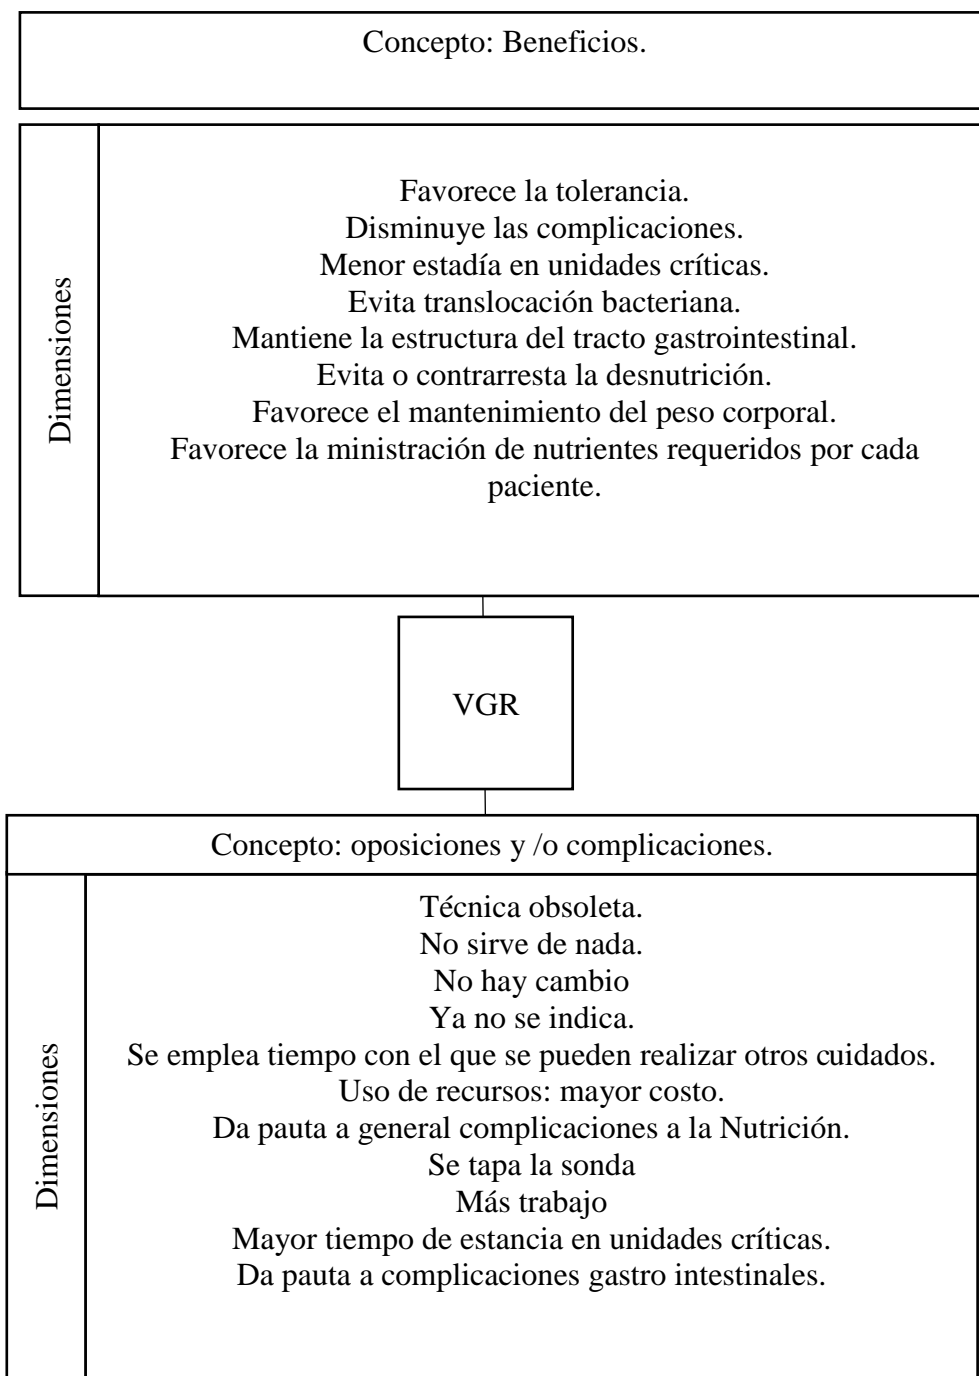 Concepto: Beneficios.
Dimensiones
Favorece la tolerancia.
Disminuye las complicaciones.
Menor estadía en unidades críticas.
Evita translocación bacteriana.
Mantiene la estructura del tracto gastrointestinal.
Evita o contrarresta la desnutrición.
Favorece el mantenimiento del peso corporal.
Favorece la ministración de nutrientes requeridos por cada
paciente.
VGR
Concepto: oposiciones y /o complicaciones.
Dimensiones
Técnica obsoleta.
No sirve de nada.
No hay cambio
Ya no se indica.
Se emplea tiempo con el que se pueden realizar otros cuidados.
Uso de recursos: mayor costo.
Da pauta a general complicaciones a la Nutrición.
Se tapa la sonda
Más trabajo
Mayor tiempo de estancia en unidades críticas.
Da pauta a complicaciones gastro intestinales.